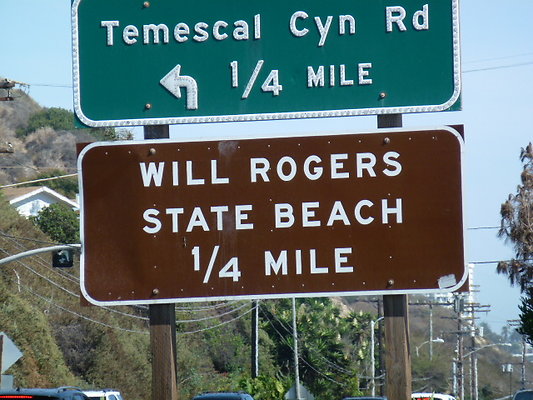 Temescal Cyn Rd
1/4 MILE
WILL ROGERS
STATE BEACH
1/4 MILE